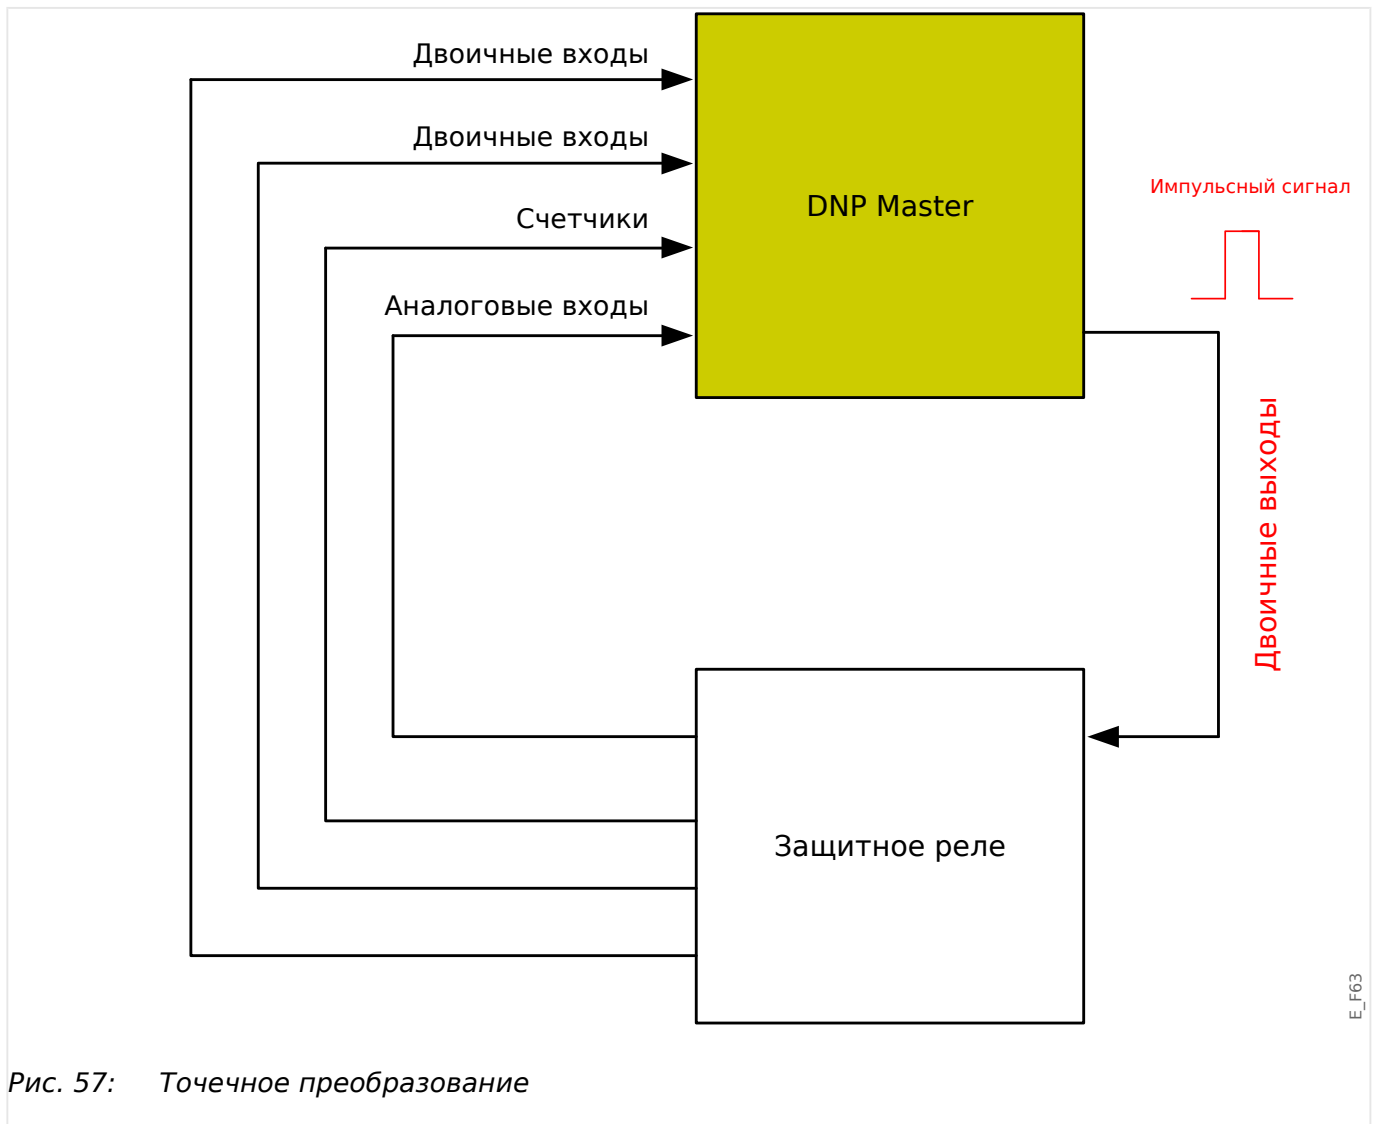 Двоичные входы
Двоичные входы
Счетчики
Аналоговые входы
DNP Master
Импульсный сигнал
Двоичные выходы
Защитное реле
E_F63
Рис. 57: Точечное преобразование